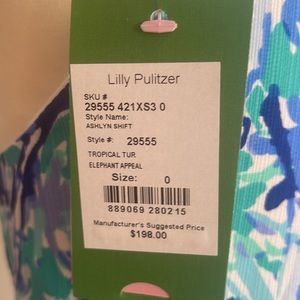 Lilly Pulitzer
SKU #
29555 421XS3 0
Style Name:
ASHLYN SHIFT
Style #: 29555
TROPICAL TUR
ELEPHANT APPEAL
Size: 0
889069 280215
Manufacturer's Suggested Price
$198.00